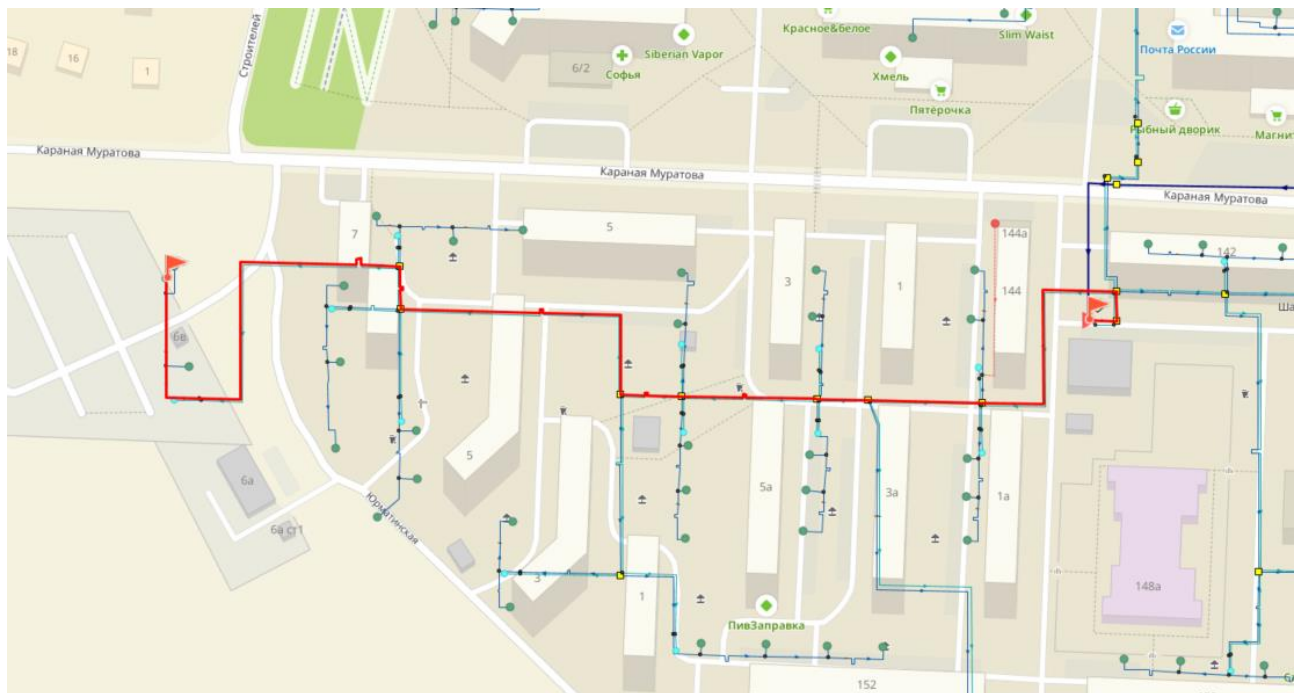 Строителей
18
16
1
6/2
Софья
Siberian Vapor
Красное&белое
Slim Waist
Хмель
Пятёрочка
Почта России
Рыбный дворик
Караная Муратова
Караная Муратова
Караная Муратова
7
5
3
1
144а
144
142
6в
5
5а
3а
1а
148а
6а
6а ст1
Юрматинская
3
1
ПивЗаправка
152